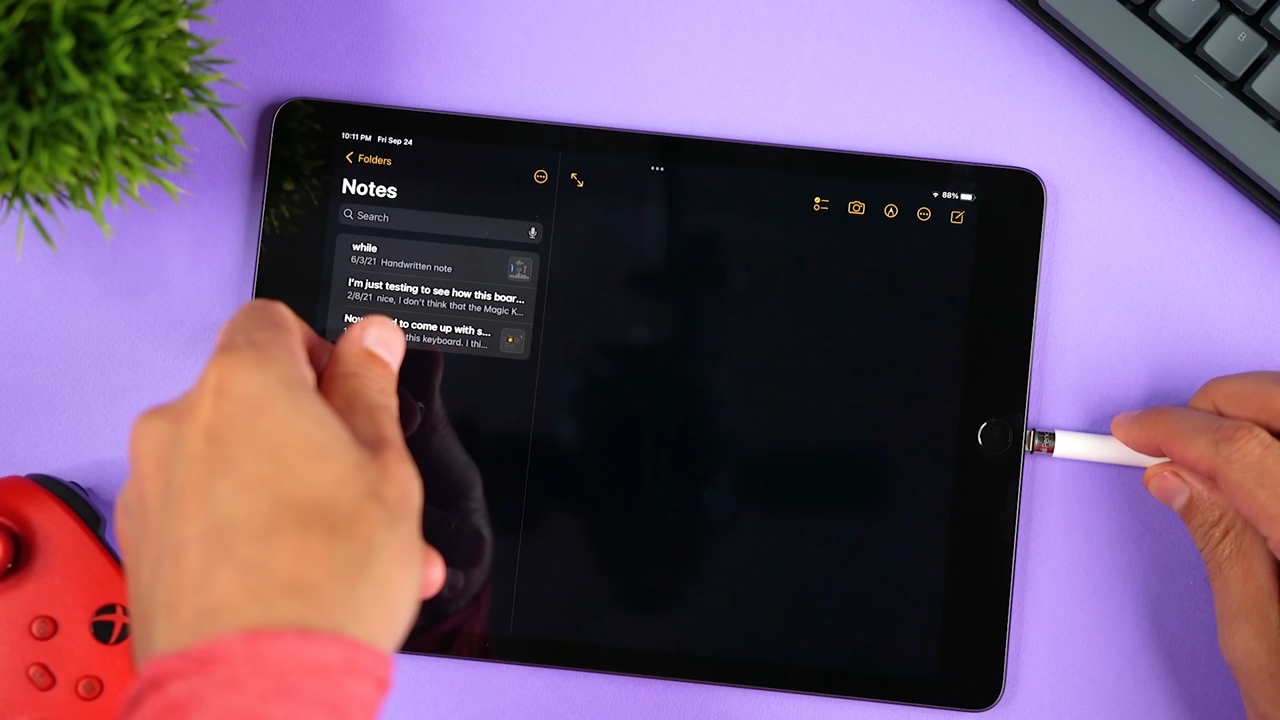 10:11 PM Fri Sep 24
88%
Folders
Notes
Search
while
6/3/21 Handwritten note
I'm just testing to see how this boar...
2/8/21 nice, I don't think that the Magic K...
to come up with s...
this keyboard. I thi...
B